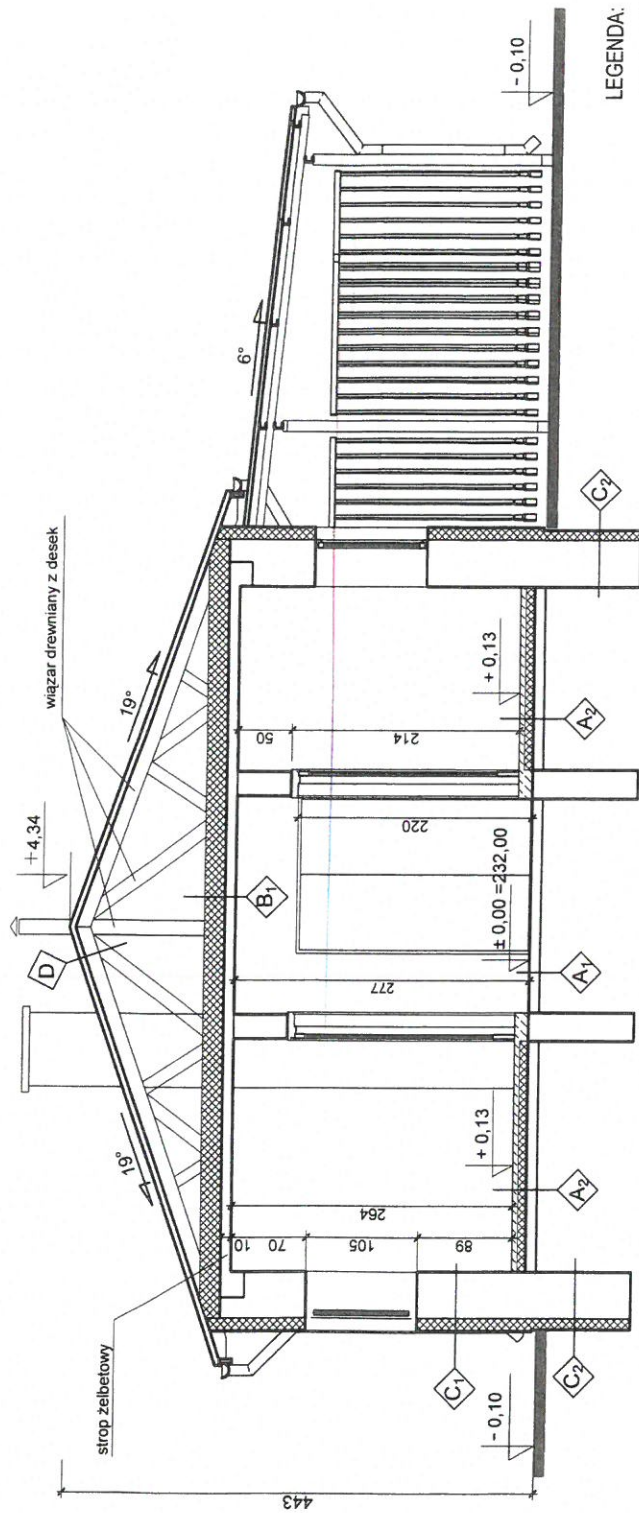 wiązar drewniany z desek
strop żelbetowy
+4,34
19°
19°
6°
D
B₁
10
70
105
89
264
277
220
50
214
+ 0,13
+ 0,13
± 0,00 =232,00
A₂
A₁
A₂
C₁
C₂
C₂
- 0,10
- 0,10
443
LEGENDA: